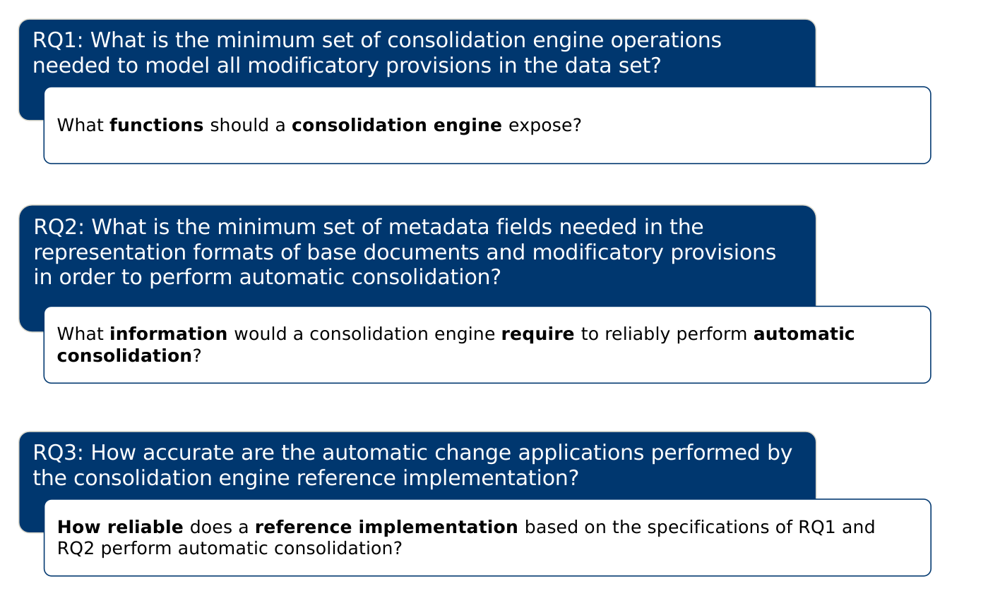 RQ1: What is the minimum set of consolidation engine operations
needed to model all modificatory provisions in the data set?
What functions should a consolidation engine expose?
RQ2: What is the minimum set of metadata fields needed in the
representation formats of base documents and modificatory provisions
in order to perform automatic consolidation?
What information would a consolidation engine require to reliably perform automatic
consolidation?
RQ3: How accurate are the automatic change applications performed by
the consolidation engine reference implementation?
How reliable does a reference implementation based on the specifications of RQ1 and
RQ2 perform automatic consolidation?